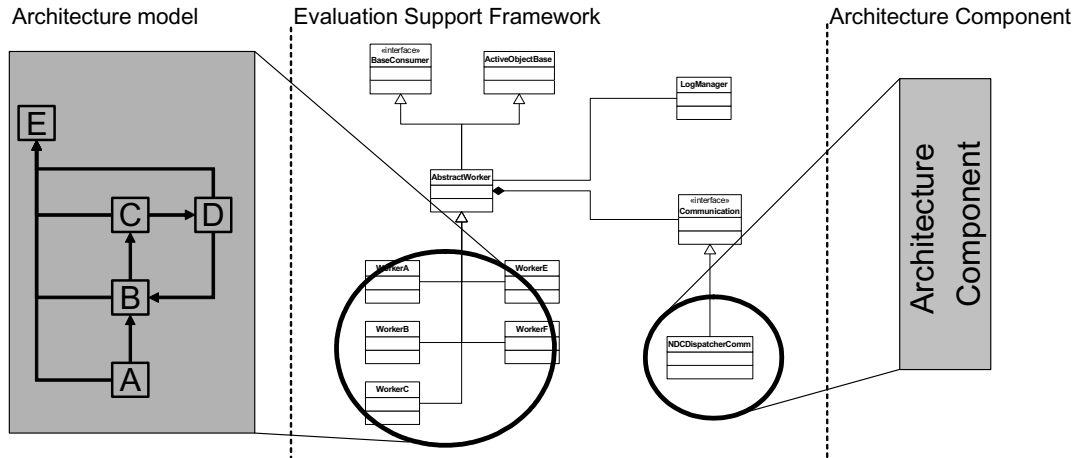 Architecture model
Evaluation Support Framework
Architecture Component
«interface»
BaseConsumer
ActiveObjectBase
LogManager
AbstractWorker
«interface»
Communication
E
C
D
B
A
WorkerA
WorkerE
WorkerB
WorkerF
WorkerC
NDCDispatcherComm
Architecture
Component